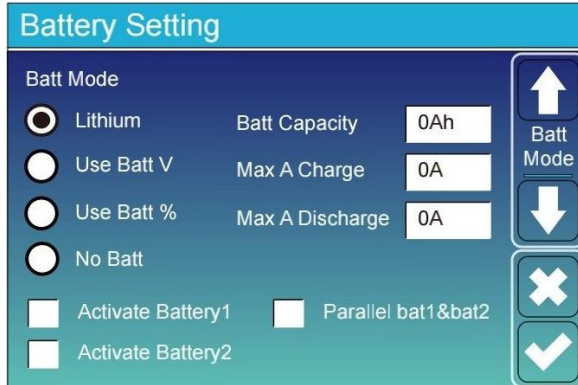 Battery Setting
Batt Mode
Lithium
Batt Capacity
0Ah
Use Batt V
Max A Charge
0A
Use Batt %
Max A Discharge
0A
No Batt
Activate Battery1
Parallel bat1&bat2
Activate Battery2
Batt
Mode